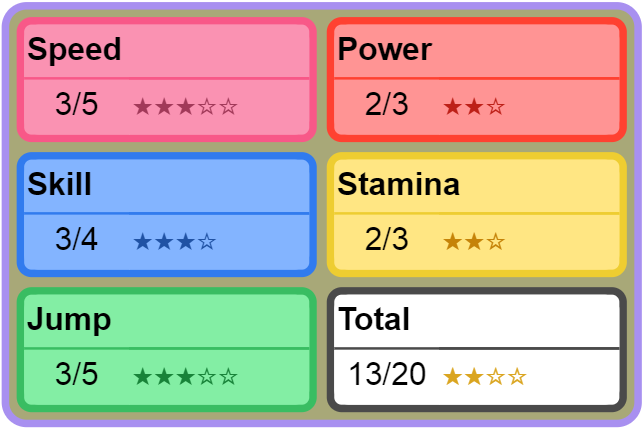 Speed
3/5 ★★★☆☆
Power
2/3 ★★☆
Skill
3/4 ★★★☆
Stamina
2/3 ★★☆
Jump
3/5 ★★★☆☆
Total
13/20 ★★☆☆